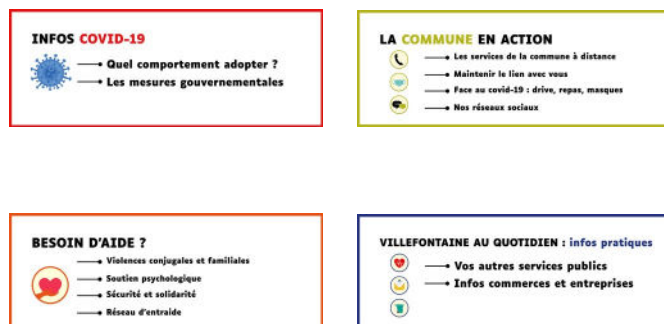 INFOS COVID-19
Quel comportement adopter ?
Les mesures gouvernementales
LA COMMUNE EN ACTION
Les services de la commune à distance
Maintenir le lien avec vous
Face au covid-19 : drive, repas, masques
Nos réseaux sociaux
BESOIN D'AIDE ?
Violences conjugales et familiales
Soutien psychologique
Sécurité et solidarité
Réseau d'entraide
VILLEFONTAINE AU QUOTIDIEN : infos pratiques
Vos autres services publics
Infos commerces et entreprises